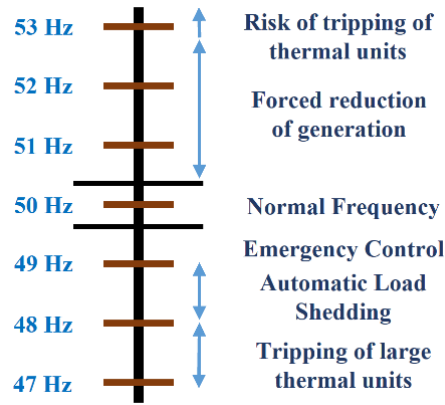 53 Hz
Risk of tripping of
thermal units
52 Hz
Forced reduction
of generation
51 Hz
50 Hz
Normal Frequency
Emergency Control
49 Hz
Automatic Load
Shedding
48 Hz
Tripping of large
thermal units
47 Hz